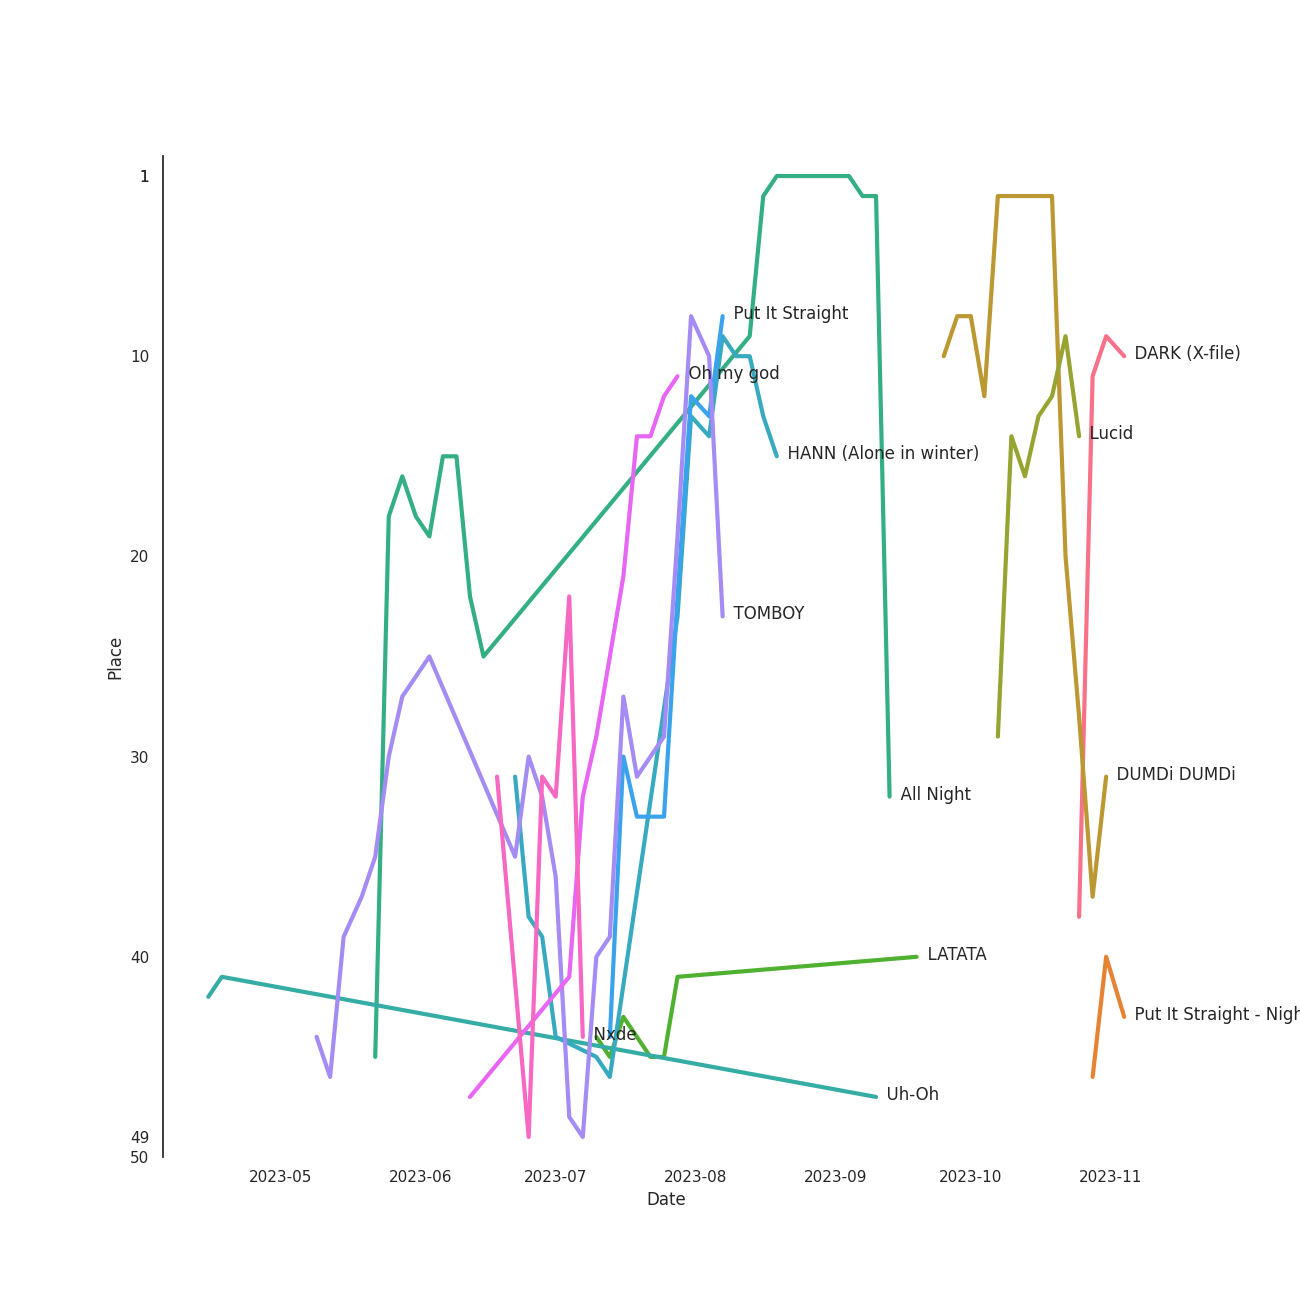 1
10
20
30
40
49
50
Place
Put It Straight
Oh my god
DARK (X-file)
Lucid
HANN (Alone in winter)
TOMBOY
DUMDi DUMDi
All Night
LATATA
Put It Straight - Nigh
Nxde
Uh-Oh
2023-05 2023-06 2023-07 2023-08 2023-09 2023-10 2023-11
Date